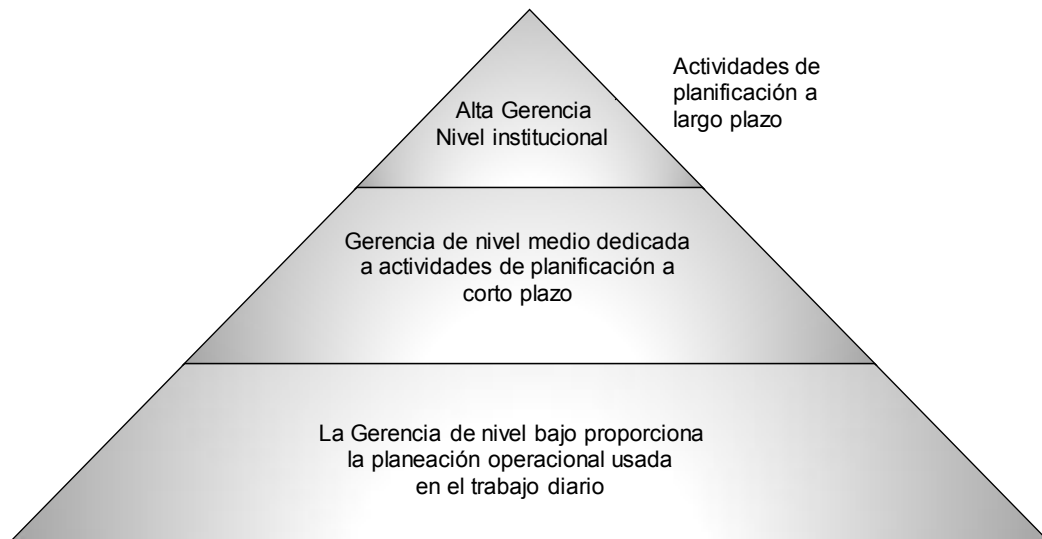 Alta Gerencia
Nivel institucional
Actividades de
planificación a
largo plazo
Gerencia de nivel medio dedicada
a actividades de planificación a
corto plazo
La Gerencia de nivel bajo proporciona
la planeación operacional usada
en el trabajo diario